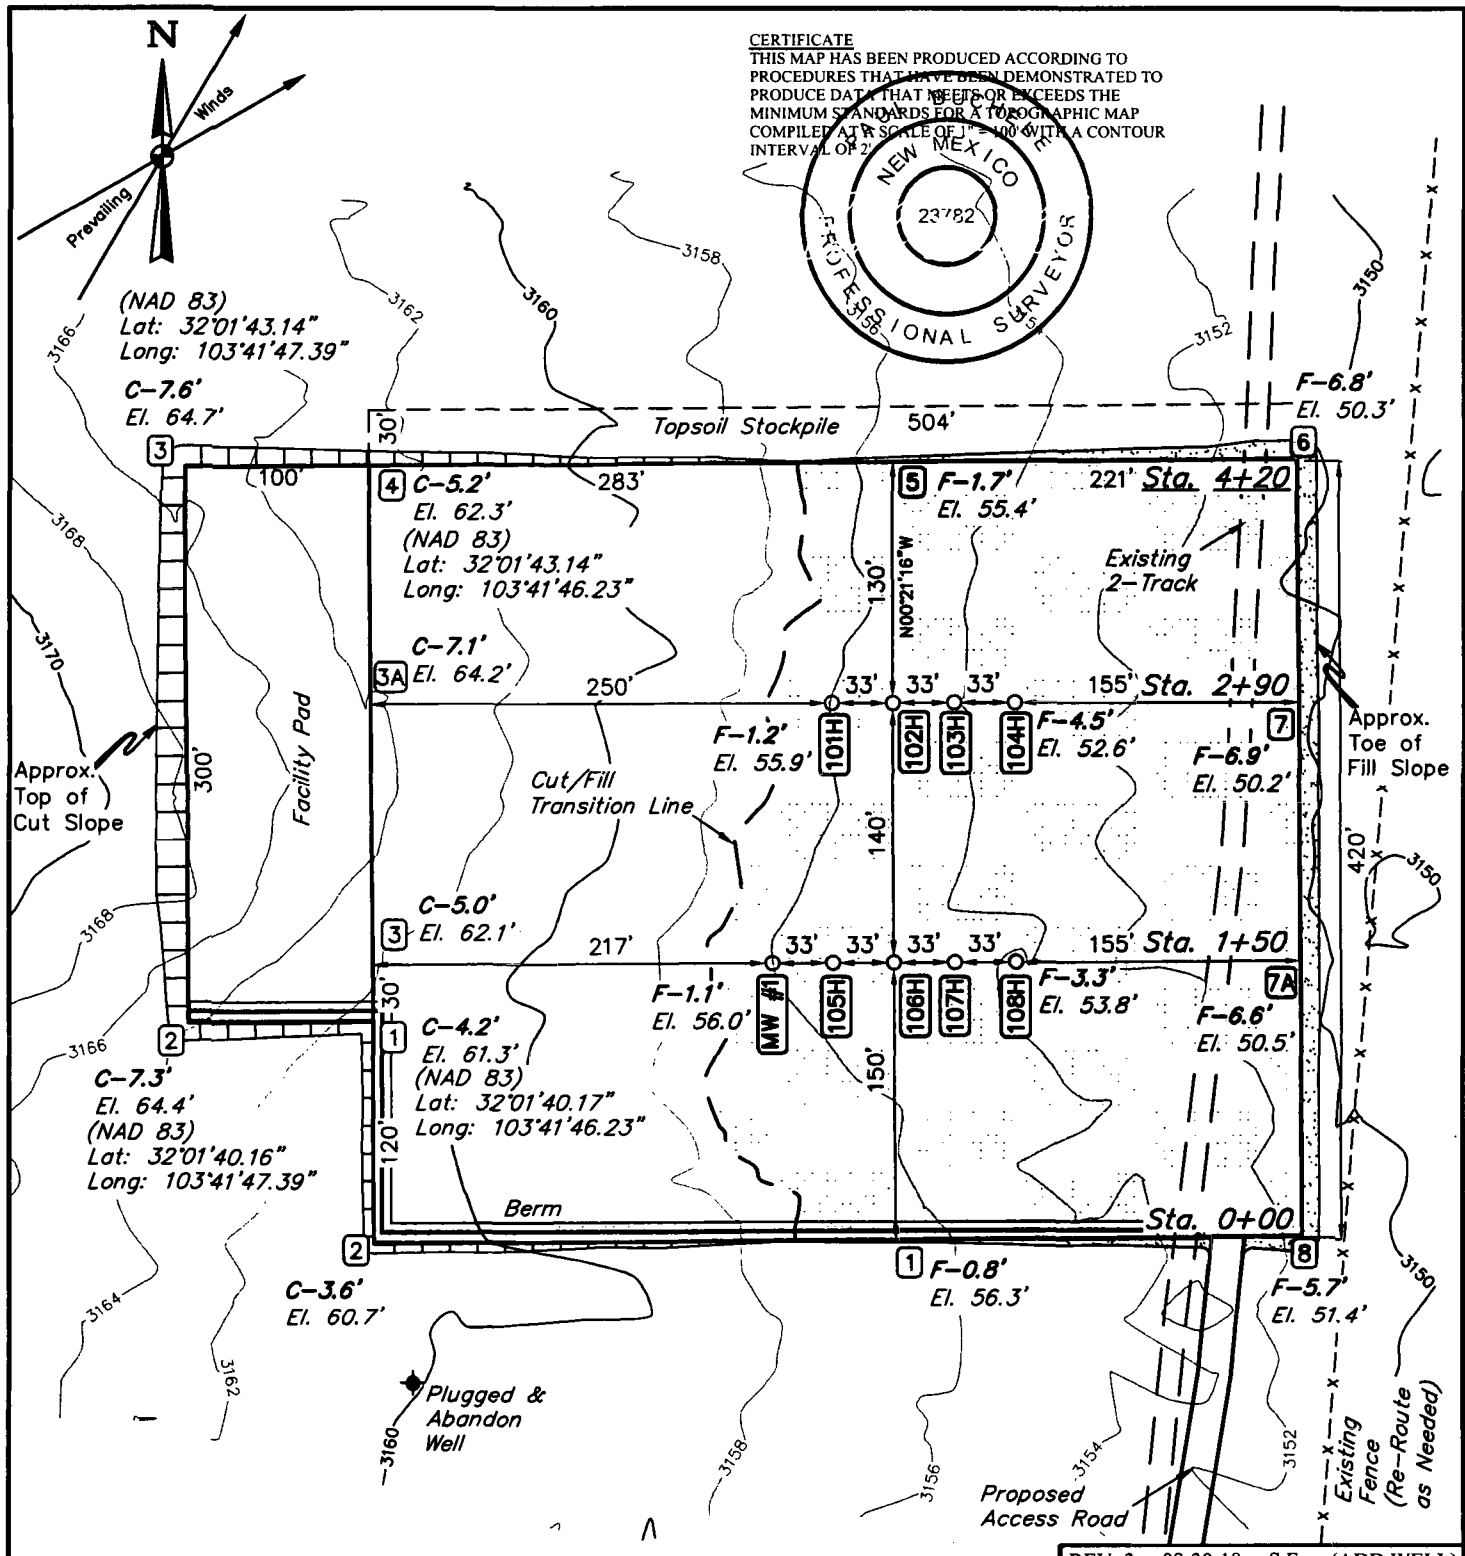 N
Winds
Prevailing
CERTIFICATE
THIS MAP HAS BEEN PRODUCED ACCORDING TO
PROCEDURES THAT HAVE BEEN DEMONSTRATED TO
PRODUCE DATA THAT MEETS OR EXCEEDS THE
MINIMUM STANDARDS FOR A TOPOGRAPHIC MAP
COMPILED AT A SCALE OF 1" = 100' WITH A CONTOUR
INTERVAL OF 2'
BUCHELE
NEW MEXICO
23782
PROFESSIONAL SURVEYOR
3166
3162
3160
3158
3156
3152
3150
(NAD 83)
Lat: 32°01'43.14"
Long: 103°41'47.39"
C-7.6'
El. 64.7'
3
30'
Topsoil Stockpile
504'
F-6.8'
El. 50.3'
6
100'
4
C-5.2'
El. 62.3'
(NAD 83)
Lat: 32°01'43.14"
Long: 103°41'46.23"
283'
5
F-1.7'
El. 55.4'
221'
Sta. 4+20
3168
Existing
2-Track
130'
N00°21'16"W
3170
Facility Pad
300'
3A
C-7.1'
El. 64.2'
250'
33'
33'
33'
155'
Sta. 2+90
F-1.2'
El. 55.9'
101H
102H
103H
104H
F-4.5'
El. 52.6'
7
F-6.9'
El. 50.2'
Approx.
Toe of
Fill Slope
Approx.
Top of
Cut Slope
Cut/Fill
Transition Line
140'
420'
3150
3168
3
C-5.0'
El. 62.1'
217'
33'
33'
33'
33'
155'
Sta. 1+50
F-1.1'
El. 56.0'
MW #1
105H
106H
107H
108H
F-3.3'
El. 53.8'
7A
F-6.6'
El. 50.5'
30'
2
3166
C-7.3'
El. 64.4'
(NAD 83)
Lat: 32°01'40.16"
Long: 103°41'47.39"
1
C-4.2'
El. 61.3'
(NAD 83)
Lat: 32°01'40.17"
Long: 103°41'46.23"
150'
120'
Berm
Sta. 0+00
2
C-3.6'
El. 60.7'
1
F-0.8'
El. 56.3'
8
F-5.7'
El. 51.4'
3150
3164
3162
Plugged &
Abandon
Well
3160
3158
3156
3154
3152
Proposed
Access Road
Existing
Fence
(Re-Route
as Needed)